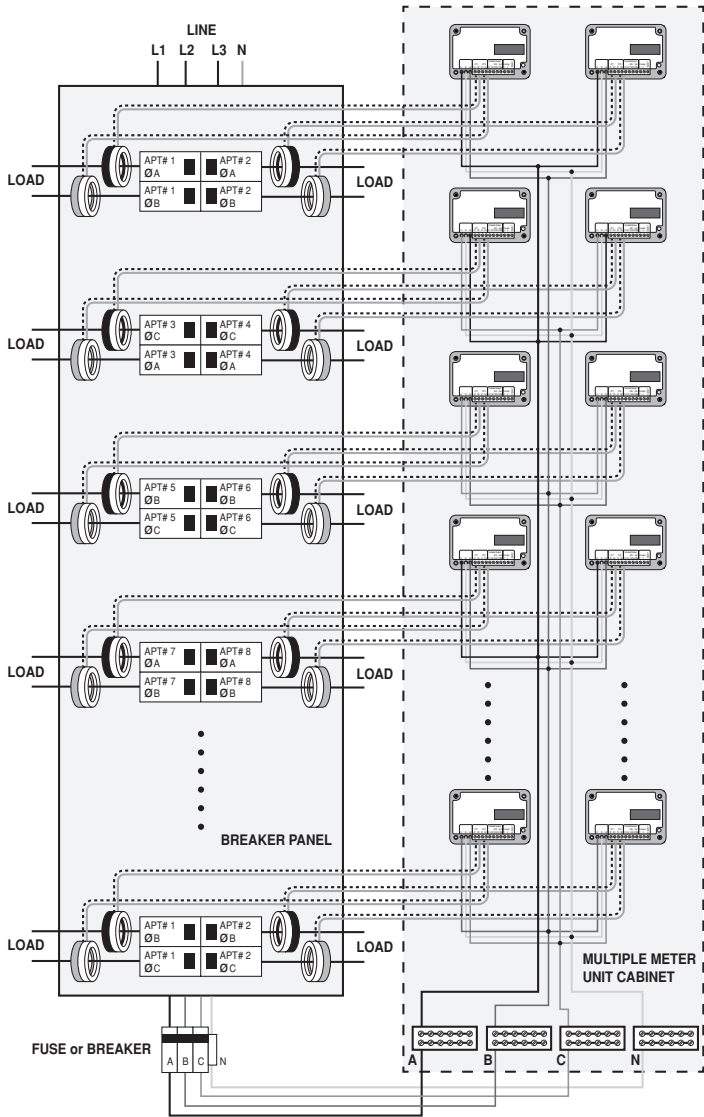 LINE
L1 L2 L3 N
APT# 1 ØA APT# 2 ØA
LOAD LOAD
APT# 1 ØB APT# 2 ØB
APT# 3 ØC APT# 4 ØC
LOAD LOAD
APT# 3 ØA APT# 4 ØA
APT# 5 ØB APT# 6 ØB
LOAD LOAD
APT# 5 ØC APT# 6 ØC
APT# 7 ØA APT# 8 ØA
LOAD LOAD
APT# 7 ØB APT# 8 ØB
BREAKER PANEL
APT# 1 ØB APT# 2 ØB
LOAD LOAD
APT# 1 ØC APT# 2 ØC
MULTIPLE METER
UNIT CABINET
FUSE or BREAKER
A B C N
A B C N